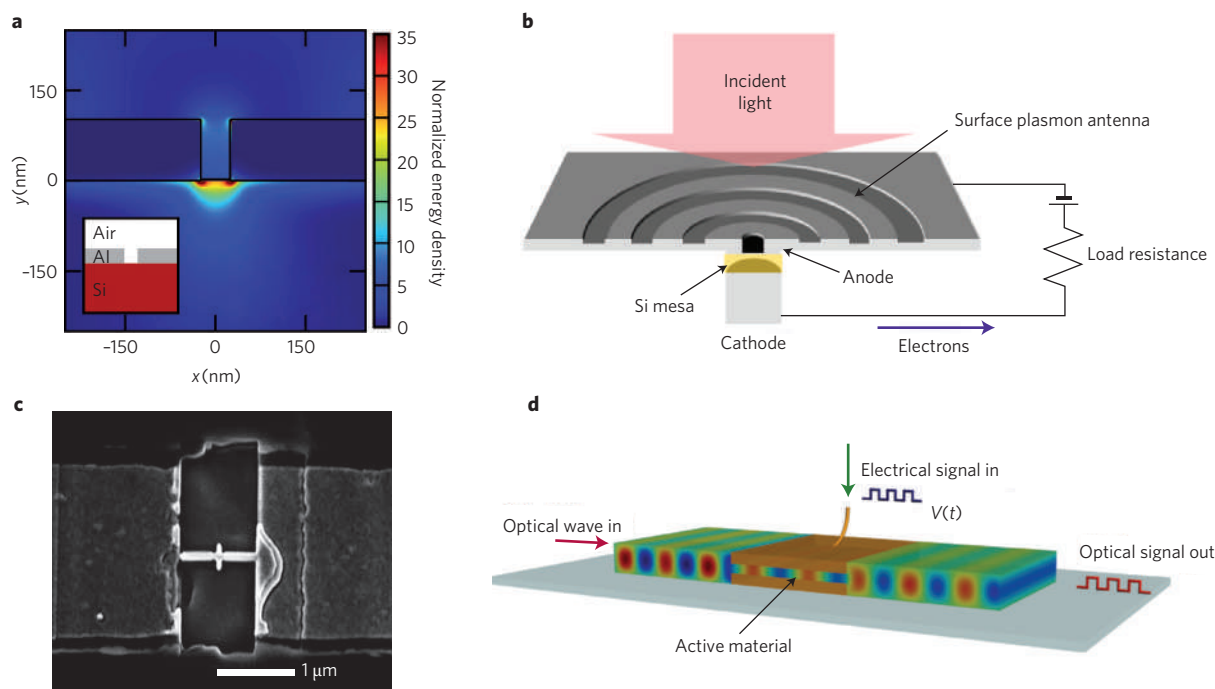 a
150
0
-150
y (nm)
-150
0
150
x (nm)
Air
Al
Si
35
30
25
20
15
10
5
0
Normalized energy density
b
Incident
light
Surface plasmon antenna
Load resistance
Anode
Si mesa
Cathode
Electrons
c
1 μm
d
Electrical signal in
V(t)
Optical wave in
Optical signal out
Active material